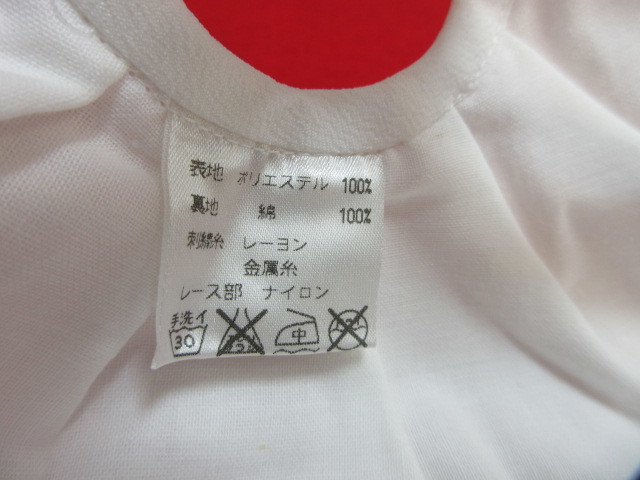 表地 ポリエステル 100%
裏地 綿 100%
刺繍糸 レーヨン
金属糸
レース部 ナイロン
手洗イ
30 中